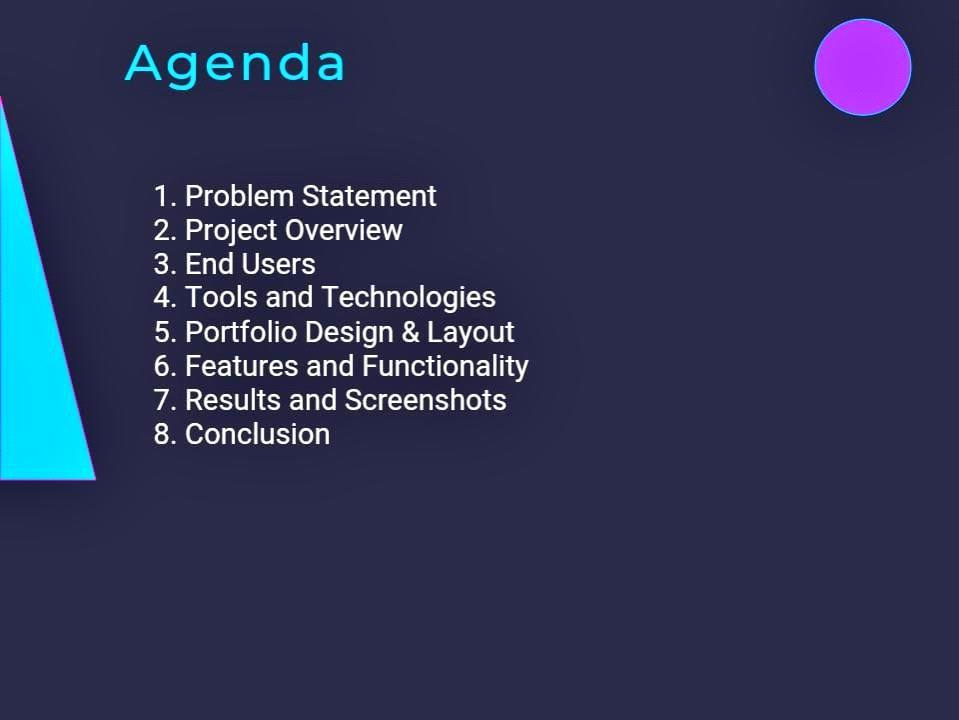 Agenda
1. Problem Statement
2. Project Overview
3. End Users
4. Tools and Technologies
5. Portfolio Design & Layout
6. Features and Functionality
7. Results and Screenshots
8. Conclusion